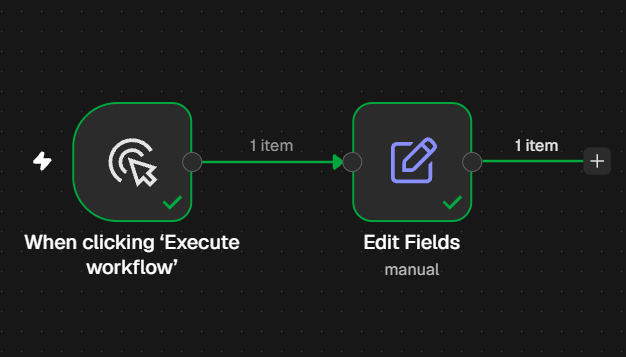 1 item
1 item
When clicking ‘Execute
workflow’
Edit Fields
manual